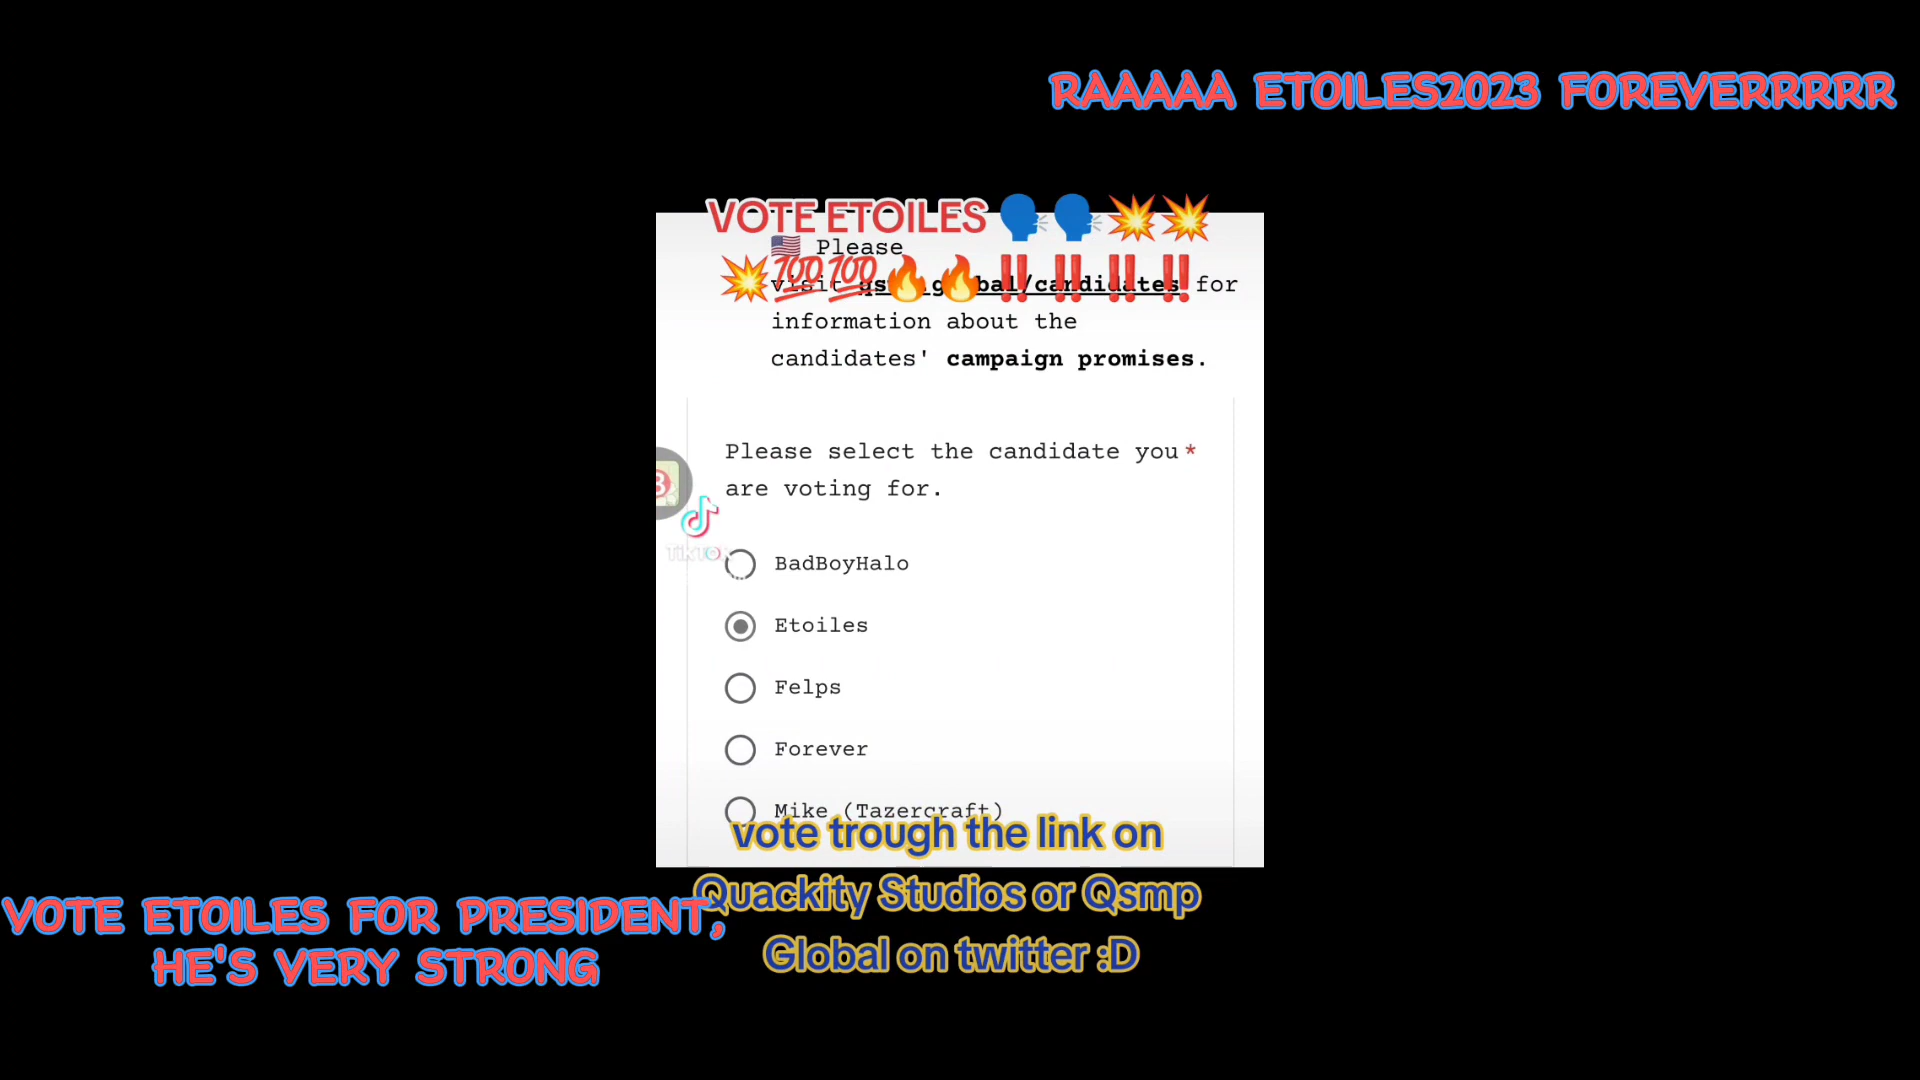 RAAAAA ETOILES2023 FOREVERRRRR
VOTE ETOILES 🗣️🗣️💥💥
💥💯💯🔥🔥‼️‼️‼️‼️
🇺🇸 Please
visit for
information about the
candidates' campaign promises.
Please select the candidate you*
are voting for.
TikTok
BadBoyHalo
Etoiles
Felps
Forever
Mike (Tazercraft)
vote trough the link on
Quackity Studios or Qsmp
Global on twitter :D
VOTE ETOILES FOR PRESIDENT,
HE'S VERY STRONG